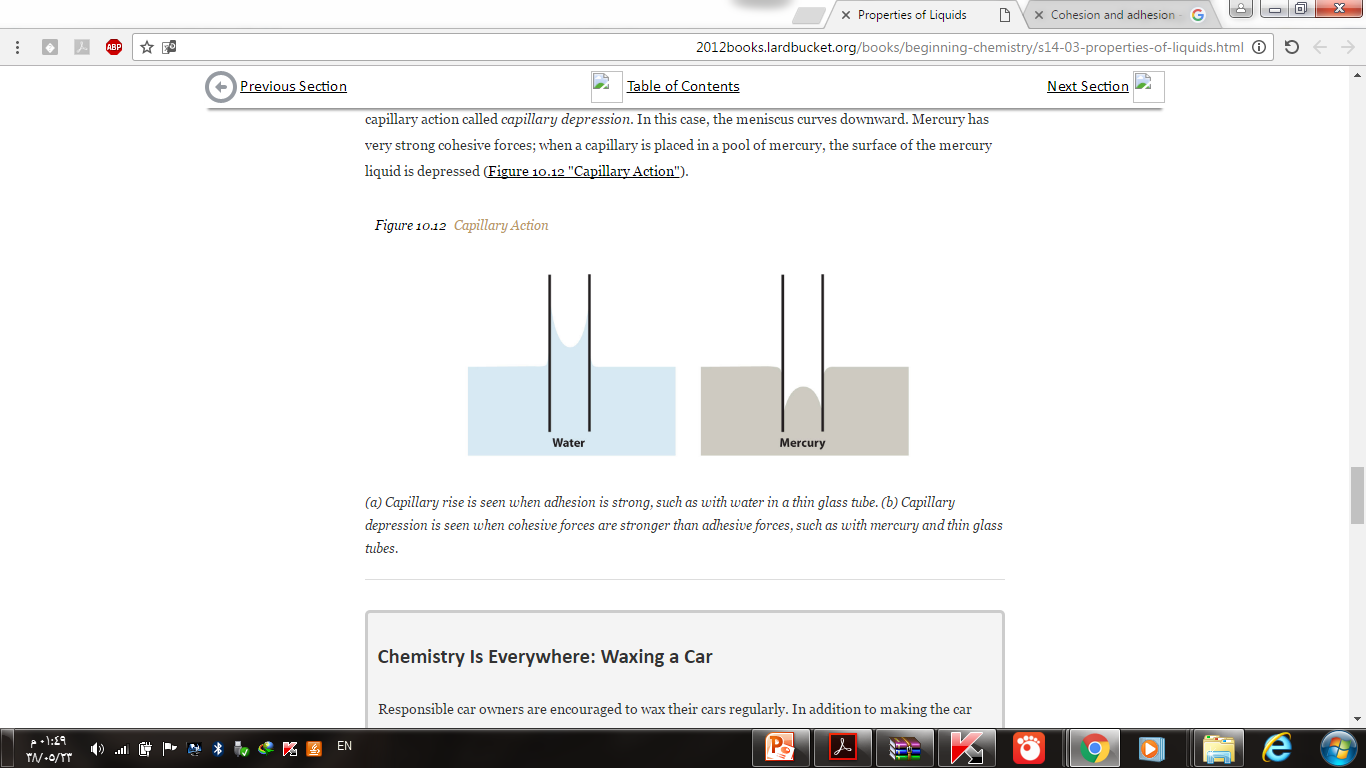 Properties of Liquids
Cohesion and adhesion -
ABP
2012books.lardbucket.org/books/beginning-chemistry/s14-03-properties-of-liquids.html
Previous Section
Table of Contents
Next Section
capillary action called capillary depression. In this case, the meniscus curves downward. Mercury has
very strong cohesive forces; when a capillary is placed in a pool of mercury, the surface of the mercury
liquid is depressed (Figure 10.12 "Capillary Action").
Figure 10.12 Capillary Action
Water
Mercury
(a) Capillary rise is seen when adhesion is strong, such as with water in a thin glass tube. (b) Capillary
depression is seen when cohesive forces are stronger than adhesive forces, such as with mercury and thin glass
tubes.
Chemistry Is Everywhere: Waxing a Car
Responsible car owners are encouraged to wax their cars regularly. In addition to making the car
٠١:٤٩ م
٣٨/٠٥/٢٣
EN